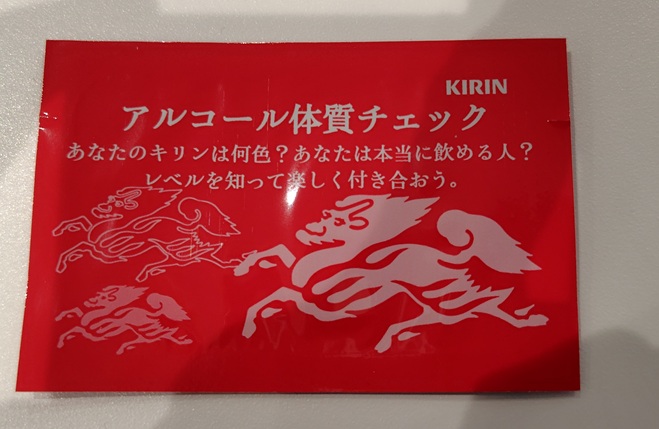 KIRIN
アルコール体質チェック
あなたのキリンは何色？あなたは本当に飲める人？
レベルを知って楽しく付き合おう。